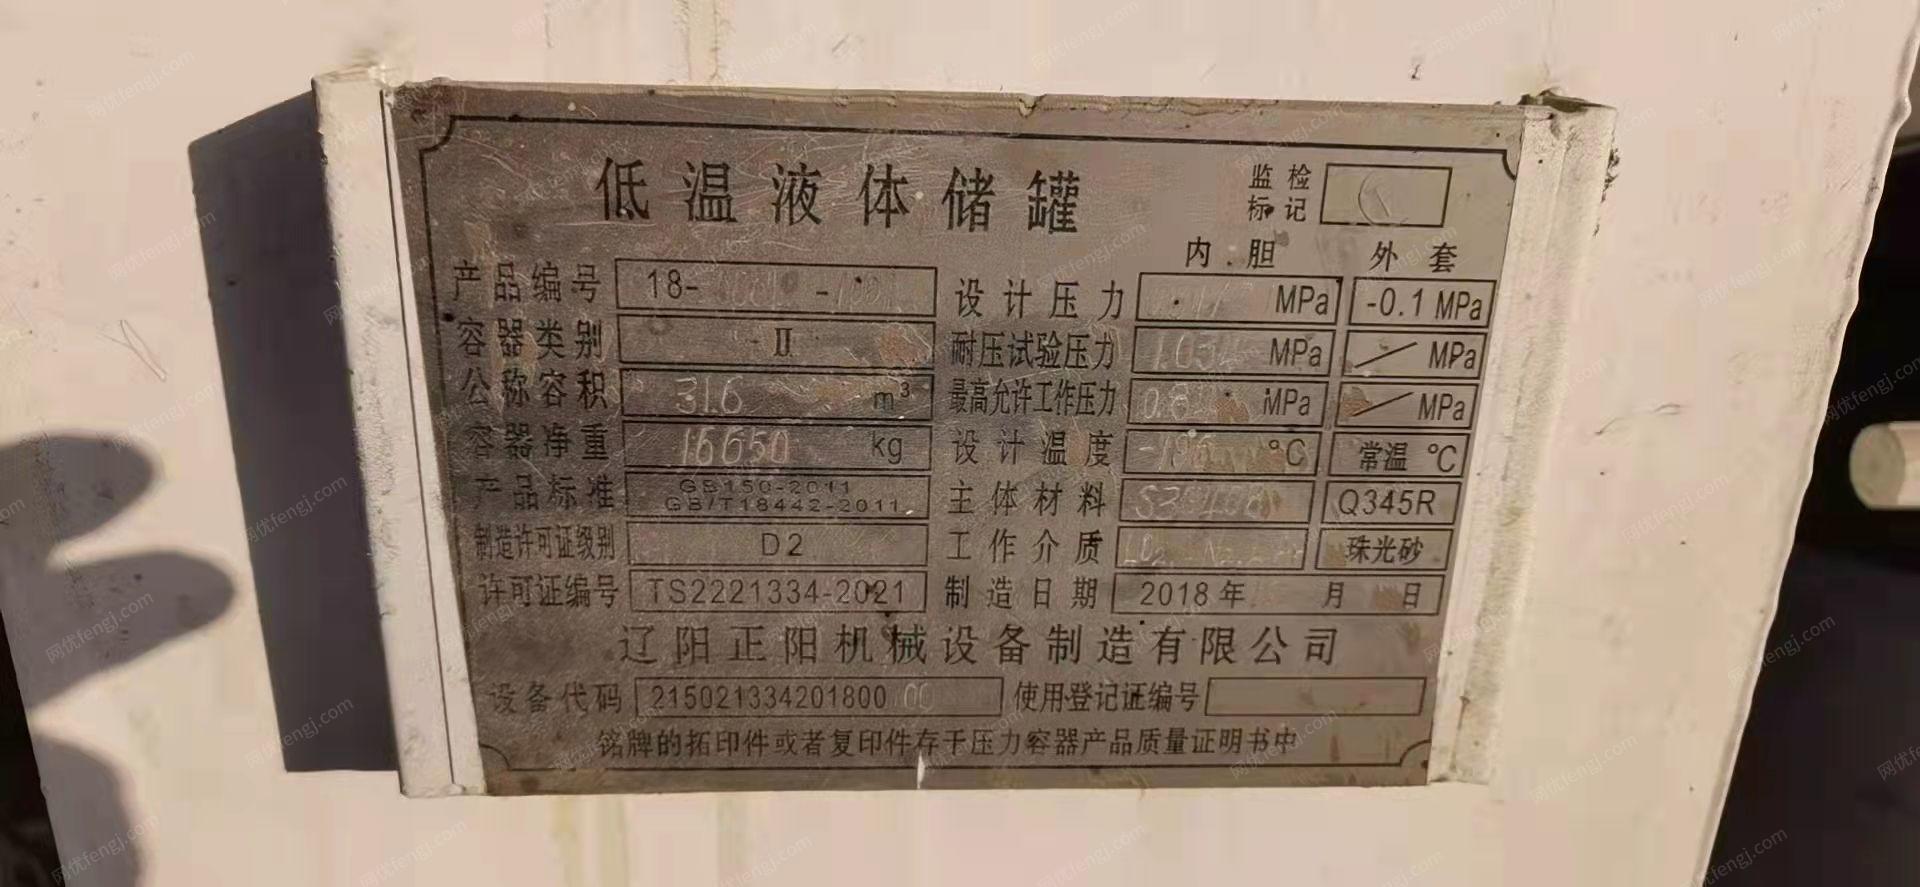 低温液体储罐
监检标记
内胆 外套
产品编号 18- 设计压力 MPa -0.1 MPa
容器类别 Ⅱ 耐压试验压力 MPa MPa
公称容积 31.6 m³ 最高允许工作压力 MPa MPa
容器净重 16650 kg 设计温度 -196 ℃ 常温 ℃
产品标准 GB150-2011 GB/T18442-2011 主体材料 Q345R
制造许可证级别 D2 工作介质 珠光砂
许可证编号 TS2221334-2021 制造日期 2018年 月 日
辽阳正阳机械设备制造有限公司
设备代码 215021334201800 使用登记证编号
铭牌的拓印件或者复印件存于压力容器产品质量证明书中